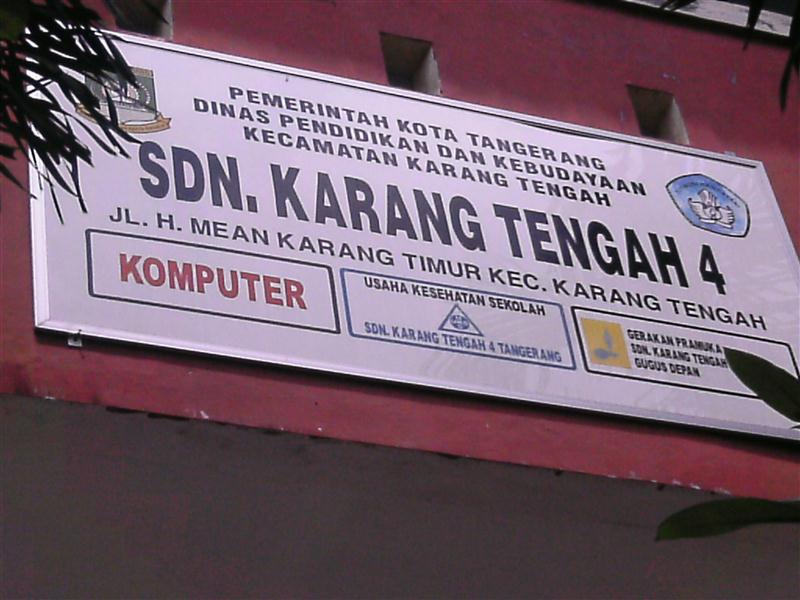 PEMERINTAH KOTA TANGERANG
DINAS PENDIDIKAN DAN KEBUDAYAAN
KECAMATAN KARANG TENGAH
SDN. KARANG TENGAH 4
JL. H. MEAN KARANG TIMUR KEC. KARANG TENGAH
KOMPUTER
USAHA KESEHATAN SEKOLAH
SDN. KARANG TENGAH 4 TANGERANG
GERAKAN PRAMUKA
SDN. KARANG TENGAH
GUGUS DEPAN